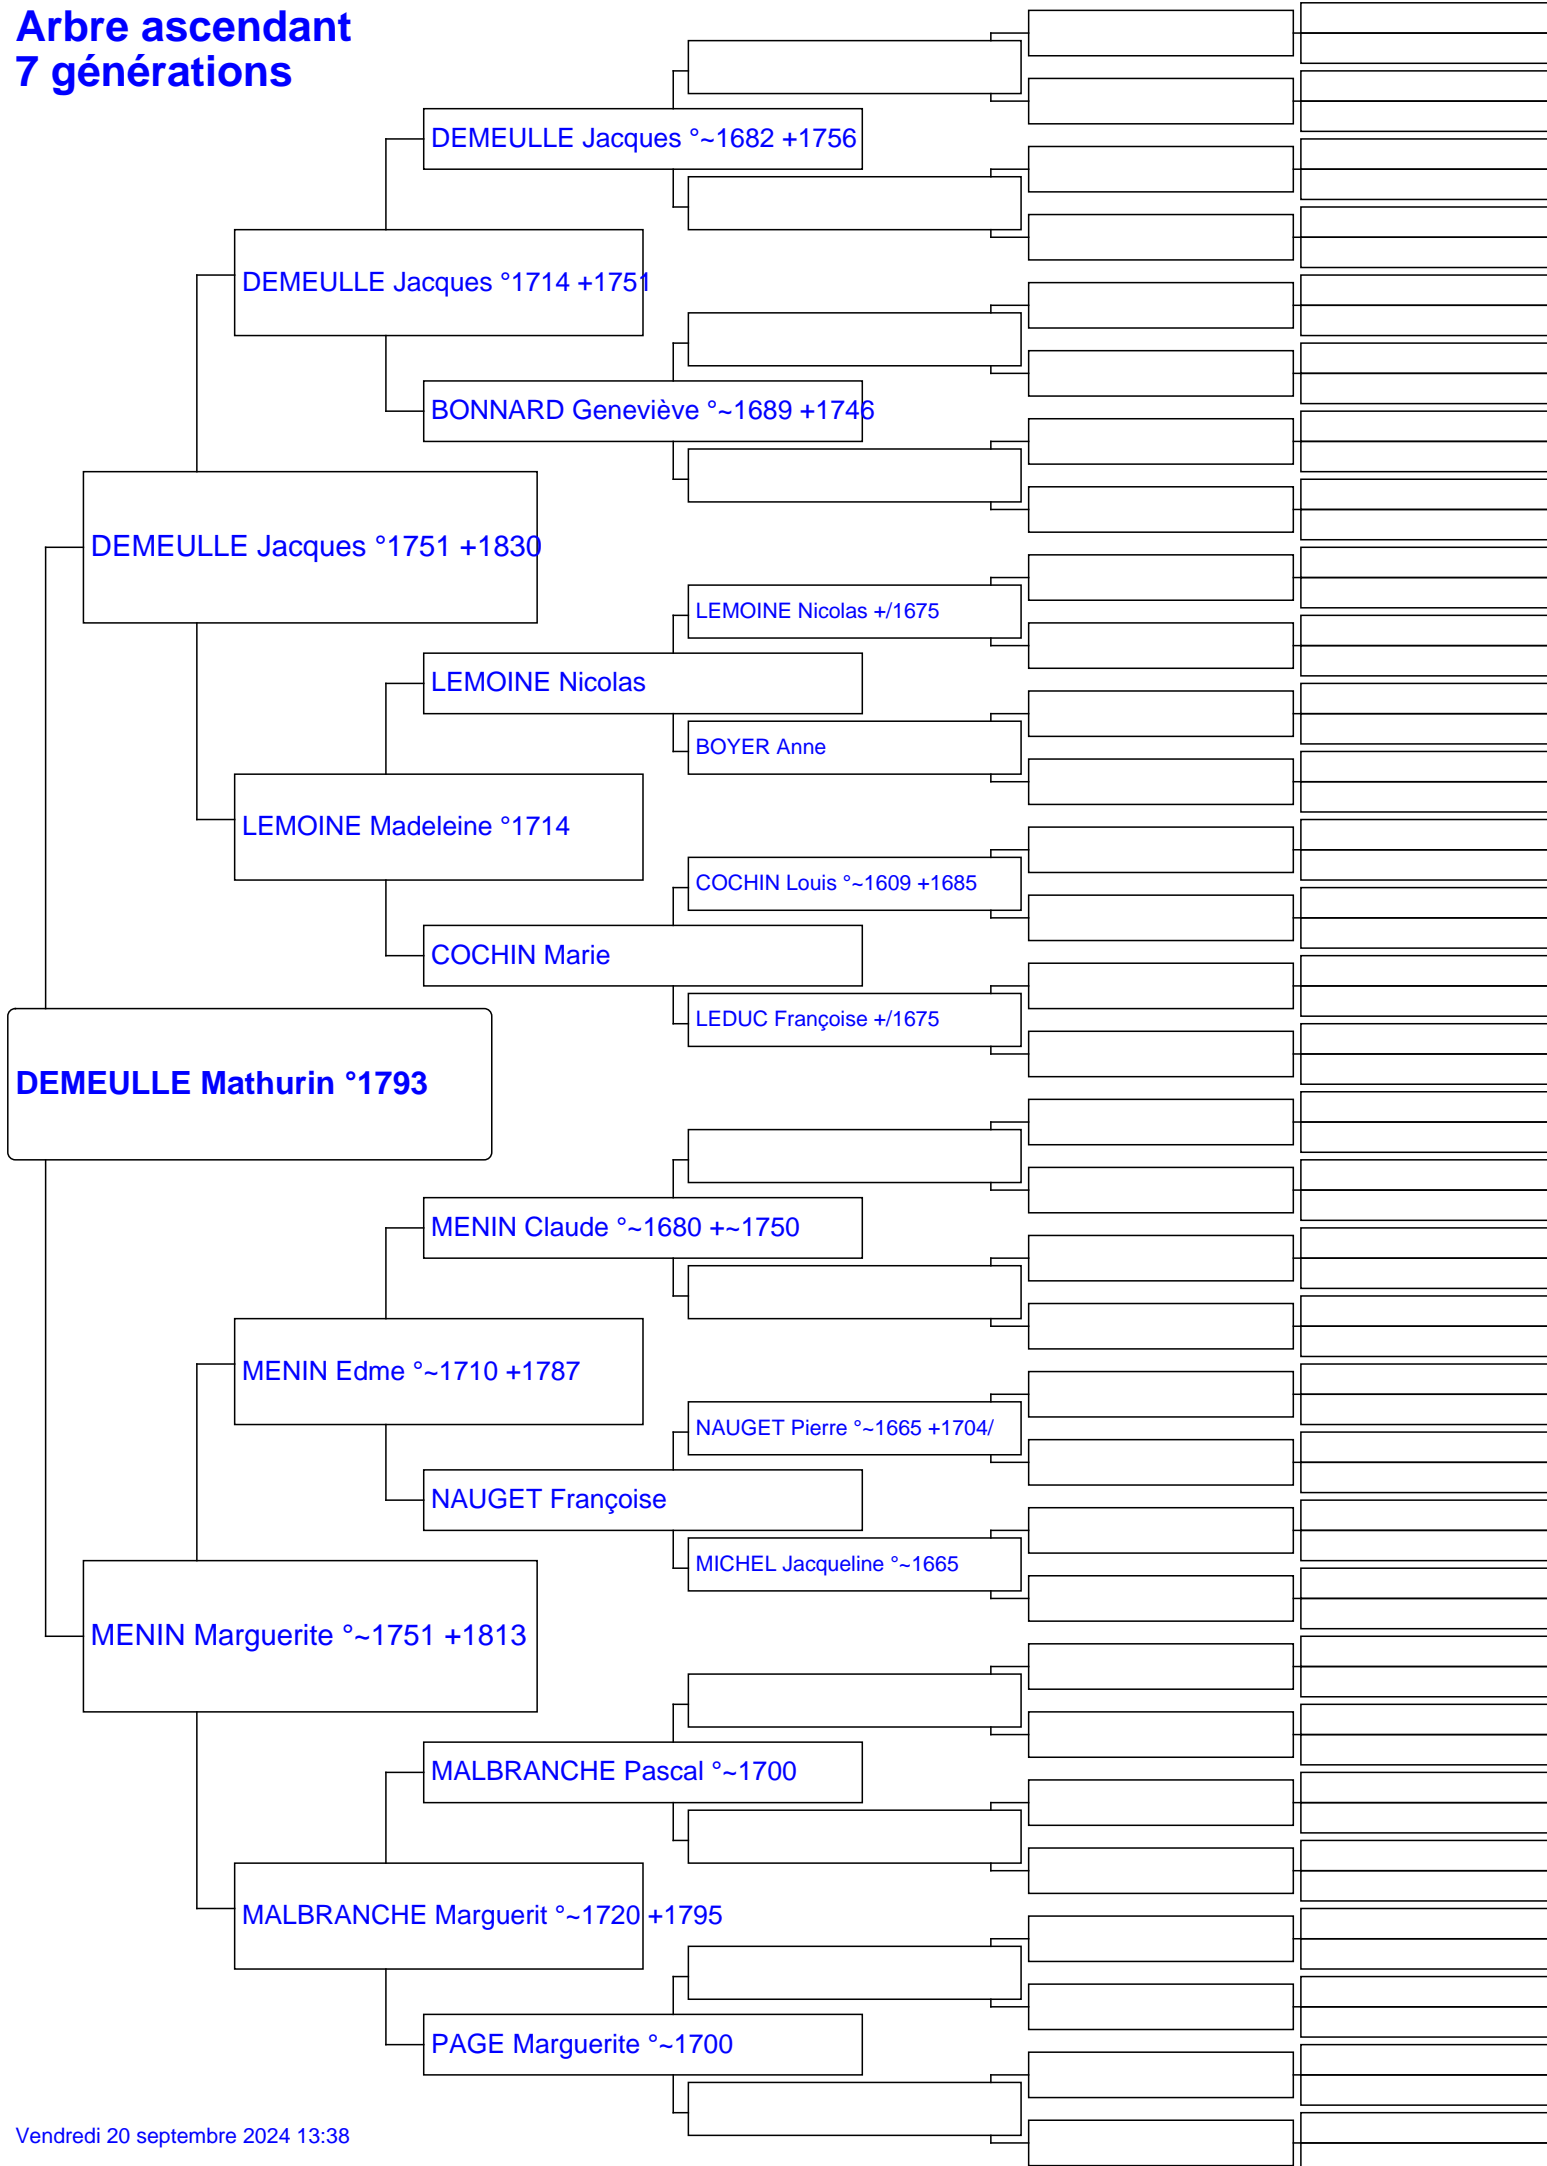 Arbre ascendant
7 générations
DEMEULLE Jacques °~1682 +1756
DEMEULLE Jacques °1714 +1751
BONNARD Geneviève °~1689 +1746
DEMEULLE Jacques °1751 +1830
LEMOINE Nicolas +/1675
LEMOINE Nicolas
BOYER Anne
LEMOINE Madeleine °1714
COCHIN Louis °~1609 +1685
COCHIN Marie
LEDUC Françoise +/1675
DEMEULLE Mathurin °1793
MENIN Claude °~1680 +~1750
MENIN Edme °~1710 +1787
NAUGET Pierre °~1665 +1704/
NAUGET Françoise
MICHEL Jacqueline °~1665
MENIN Marguerite °~1751 +1813
MALBRANCHE Pascal °~1700
MALBRANCHE Marguerit °~1720 +1795
PAGE Marguerite °~1700
Vendredi 20 septembre 2024 13:38